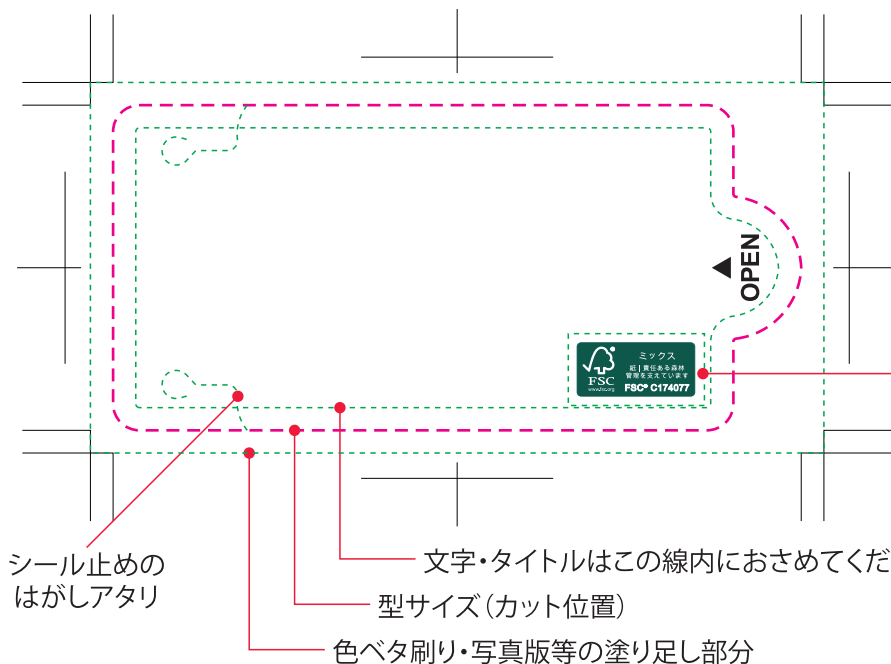 OPEN
ミックス
紙 | 責任ある森林
管理を支えています
FSC
www.fsc.org
FSC® C174077
シール止めの
はがしアタリ
文字・タイトルはこの線内におさめてくだ
型サイズ（カット位置）
色ベタ刷り・写真版等の塗り足し部分